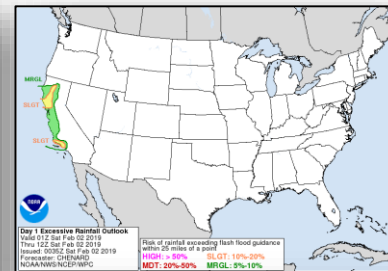 MRGL
SLGT
SLGT
NOAA
Day 1 Excessive Rainfall Outlook
Valid 01Z Sat Feb 02 2019
Thru 12Z Sat Feb 02 2019
Issued: 0035Z Sat Feb 02 2019
Forecaster: CHENARD
NOAA/NWS/NCEP/WPC
Risk of rainfall exceeding flash flood guidance
within 25 miles of a point
HIGH: > 50% SLGT: 10%-20%
MDT: 20%-50% MRGL: 5%-10%